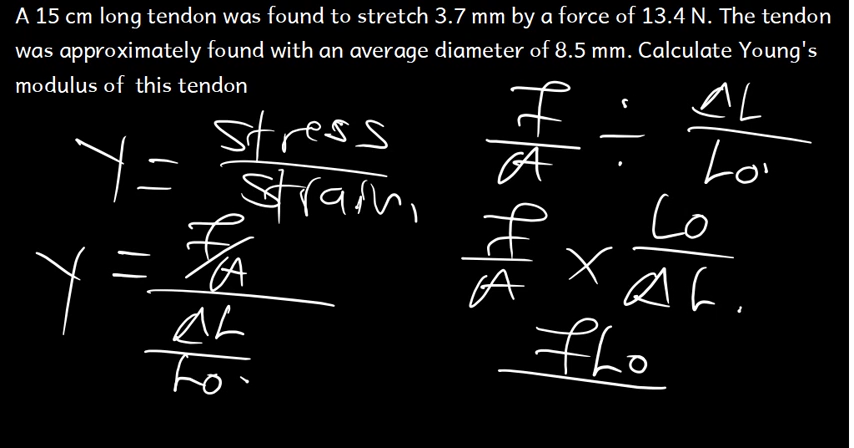 A 15 cm long tendon was found to stretch 3.7 mm by a force of 13.4 N. The tendon
was approximately found with an average diameter of 8.5 mm. Calculate Young's
modulus of this tendon
Y = Stress / Strain
Y = F/A / ΔL/Lo
F/A ÷ ΔL/Lo
F/A × Lo/ΔL
FLo